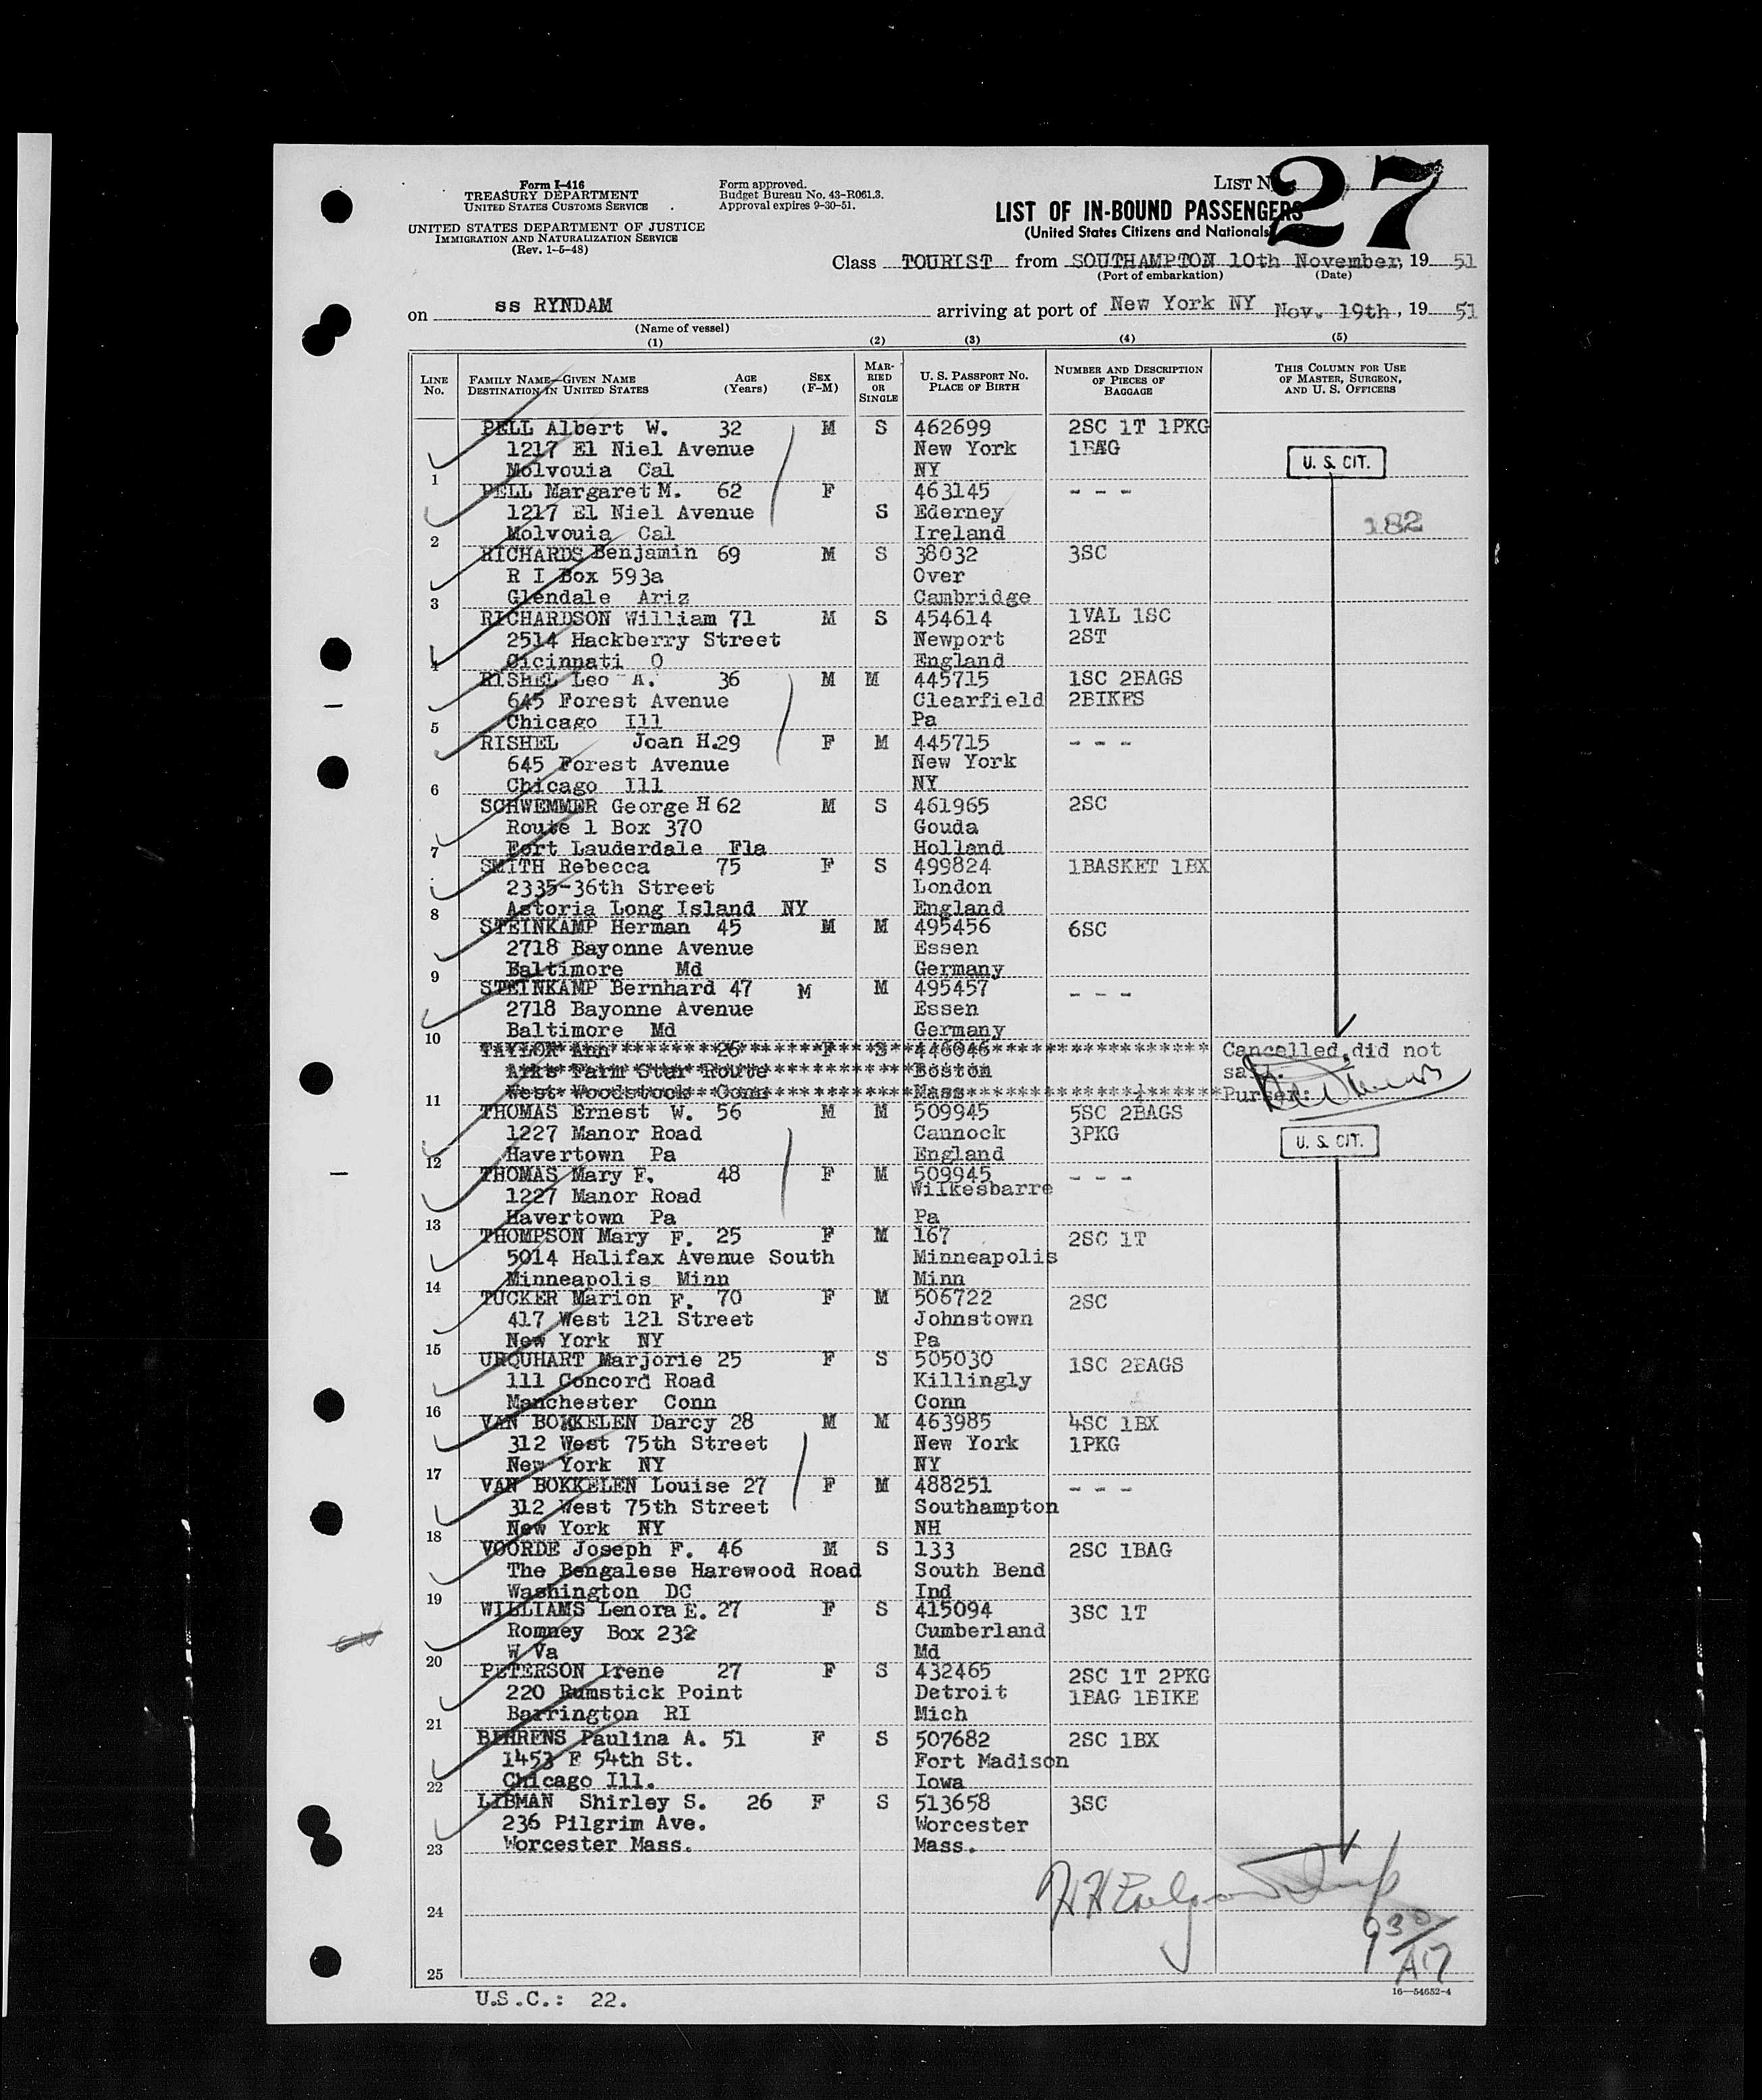 Form I-416
TREASURY DEPARTMENT
UNITED STATES CUSTOMS SERVICE
UNITED STATES DEPARTMENT OF JUSTICE
IMMIGRATION AND NATURALIZATION SERVICE
(Rev. 1-5-48)
Form approved.
Budget Bureau No. 43-R061.3.
Approval expires 9-30-51.
LIST N 27
LIST OF IN-BOUND PASSENGERS
(United States Citizens and Nationals
Class TOURIST from SOUTHAMPTON 10th November, 19 51
(Port of embarkation) (Date)
on ss RYNDAM arriving at port of New York NY Nov. 19th, 19 51
(Name of vessel)
(1) (2) (3) (4) (5)
LINE No. FAMILY NAME—GIVEN NAME DESTINATION IN UNITED STATES AGE (Years) SEX (F-M) MARRIED OR SINGLE U. S. PASSPORT No. PLACE OF BIRTH NUMBER AND DESCRIPTION OF PIECES OF BAGGAGE THIS COLUMN FOR USE OF MASTER, SURGEON, AND U. S. OFFICERS
PELL Albert W. 32 M S 462699 2SC 1T 1PKG
1217 El Niel Avenue New York 1BAG
1 Molvouia Cal NY U. S. CIT.
PELL Margaret M. 62 F 463145 - - -
1217 El Niel Avenue S Ederney 182
2 Molvouia Cal Ireland
RICHARDS Benjamin 69 M S 38032 3SC
R I Box 593a Over
3 Glendale Ariz Cambridge
RICHARDSON William 71 M S 454614 1VAL 1SC
2514 Hackberry Street Newport 2ST
4 Cicinnati O England
RISHEL Leo A. 36 M M 445715 1SC 2BAGS
645 Forest Avenue Clearfield 2BIKES
5 Chicago Ill Pa
RISHEL Joan H. 29 F M 445715 - - -
645 Forest Avenue New York
6 Chicago Ill NY
SCHWEMMER George H 62 M S 461965 2SC
Route 1 Box 370 Gouda
7 Fort Lauderdale Fla Holland
SMITH Rebecca 75 F S 499824 1BASKET 1BX
2335-36th Street London
8 Astoria Long Island NY England
STEINKAMP Herman 45 M M 495456 6SC
2718 Bayonne Avenue Essen
9 Baltimore Md Germany
STEINKAMP Bernhard 47 M M 495457 - - -
2718 Bayonne Avenue Essen
10 Baltimore Md Germany
TAYLOR Ann 26 F S 446046 Cancelled did not
Arks Farm Star Route Boston
11 West Woodstock Conn Mass Purser:
THOMAS Ernest W. 56 M M 509945 5SC 2BAGS
1227 Manor Road Cannock 3PKG U. S. CIT.
12 Havertown Pa England
THOMAS Mary F. 48 F M 509945 - - -
1227 Manor Road Wilkesbarre
13 Havertown Pa Pa
THOMPSON Mary F. 25 F M 167 2SC 1T
5014 Halifax Avenue South Minneapolis
14 Minneapolis Minn Minn
TUCKER Marion F. 70 F M 506722 2SC
417 West 121 Street Johnstown
15 New York NY Pa
URQUHART Marjorie 25 F S 505030 1SC 2BAGS
111 Concord Road Killingly
16 Manchester Conn Conn
VAN BOKKELEN Darcy 28 M M 463985 4SC 1BX
312 West 75th Street New York 1PKG
17 New York NY NY
VAN BOKKELEN Louise 27 F M 488251 - - -
312 West 75th Street Southampton
18 New York NY NH
VOORDE Joseph F. 46 M S 133 2SC 1BAG
The Bengalese Harewood Road South Bend
19 Washington DC Ind
WILLIAMS Lenora E. 27 F S 415094 3SC 1T
Romney Box 232 Cumberland
20 W Va Md
PETERSON Irene 27 F S 432465 2SC 1T 2PKG
220 Rumstick Point Detroit 1BAG 1BIKE
21 Barrington RI Mich
BEHRENS Paulina A. 51 F S 507682 2SC 1BX
1453 E 54th St. Fort Madison
22 Chicago Ill. Iowa
LIBMAN Shirley S. 26 F S 513658 3SC
236 Pilgrim Ave. Worcester
23 Worcester Mass. Mass.
24
25
U.S.C.: 22.
16—54652-4